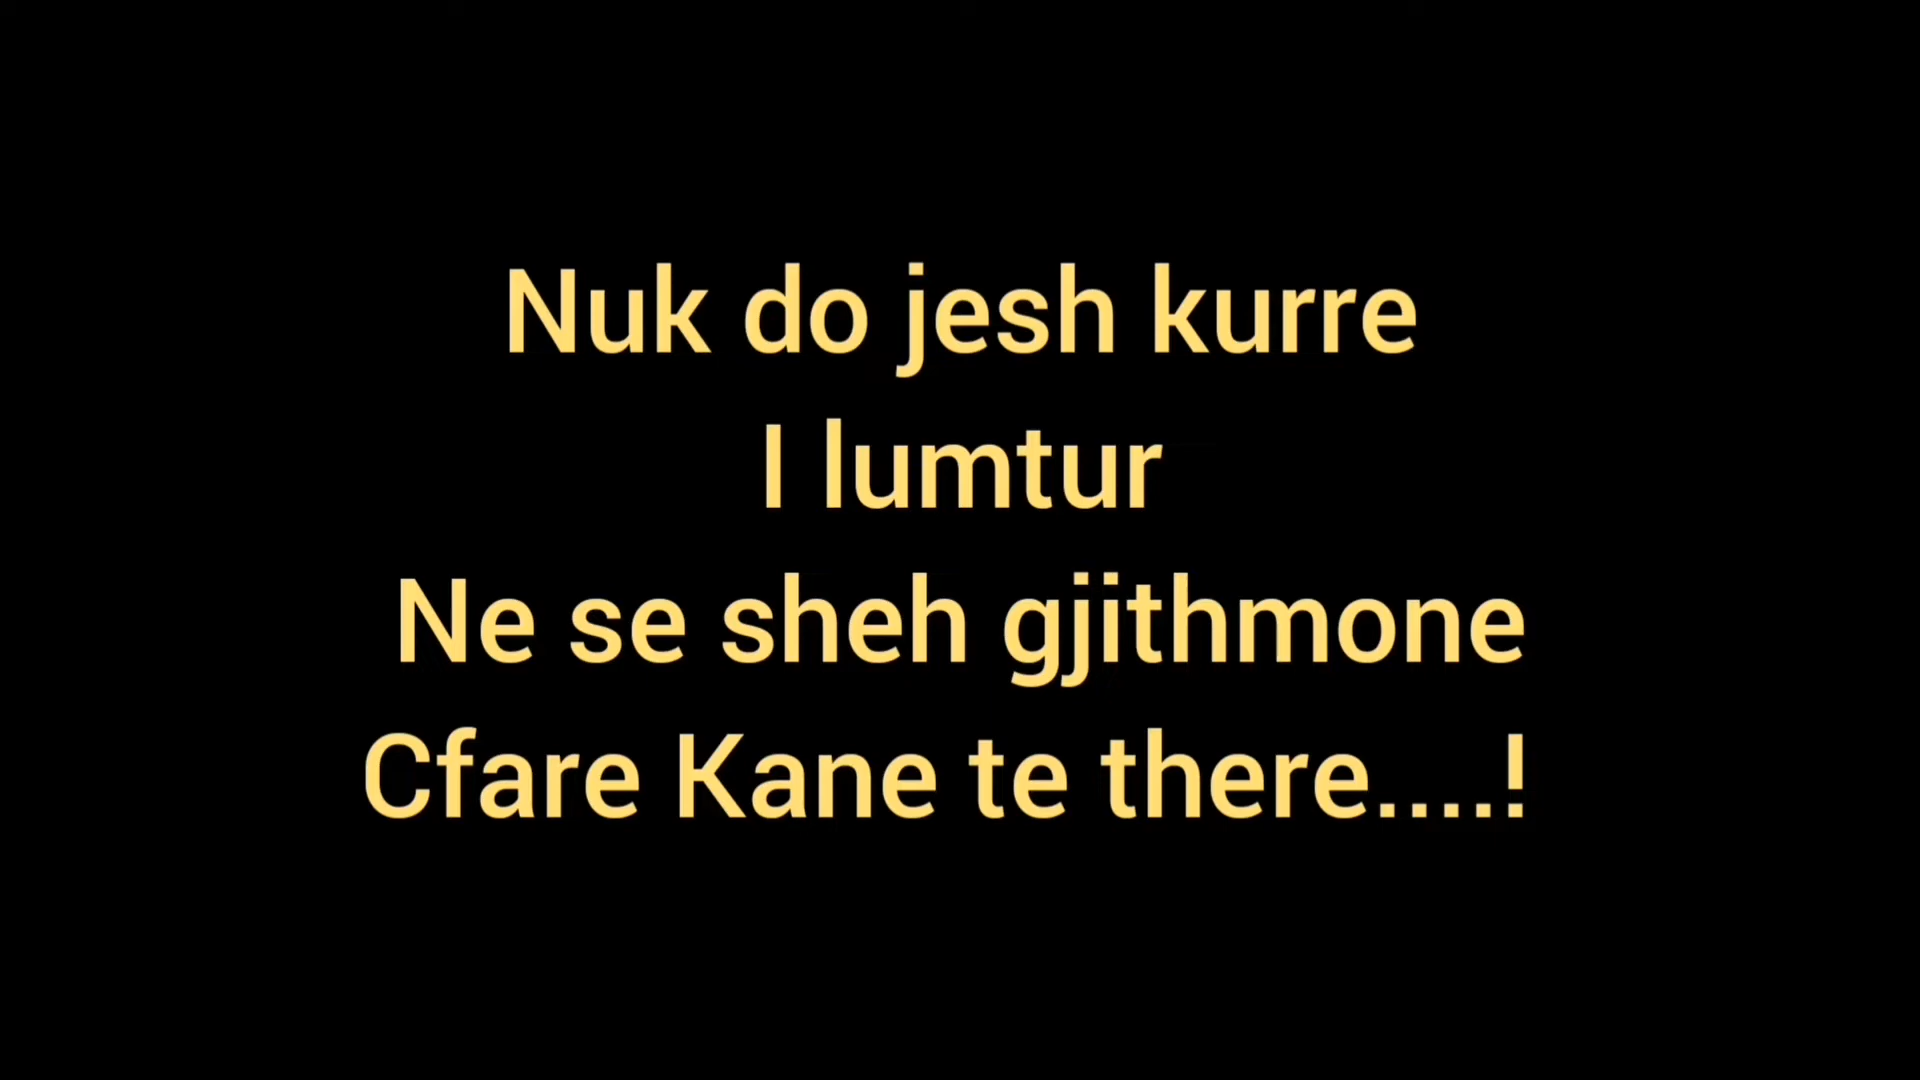 Nuk do jesh kurre
I lumtur
Ne se sheh gjithmone
Cfare Kane te there....!